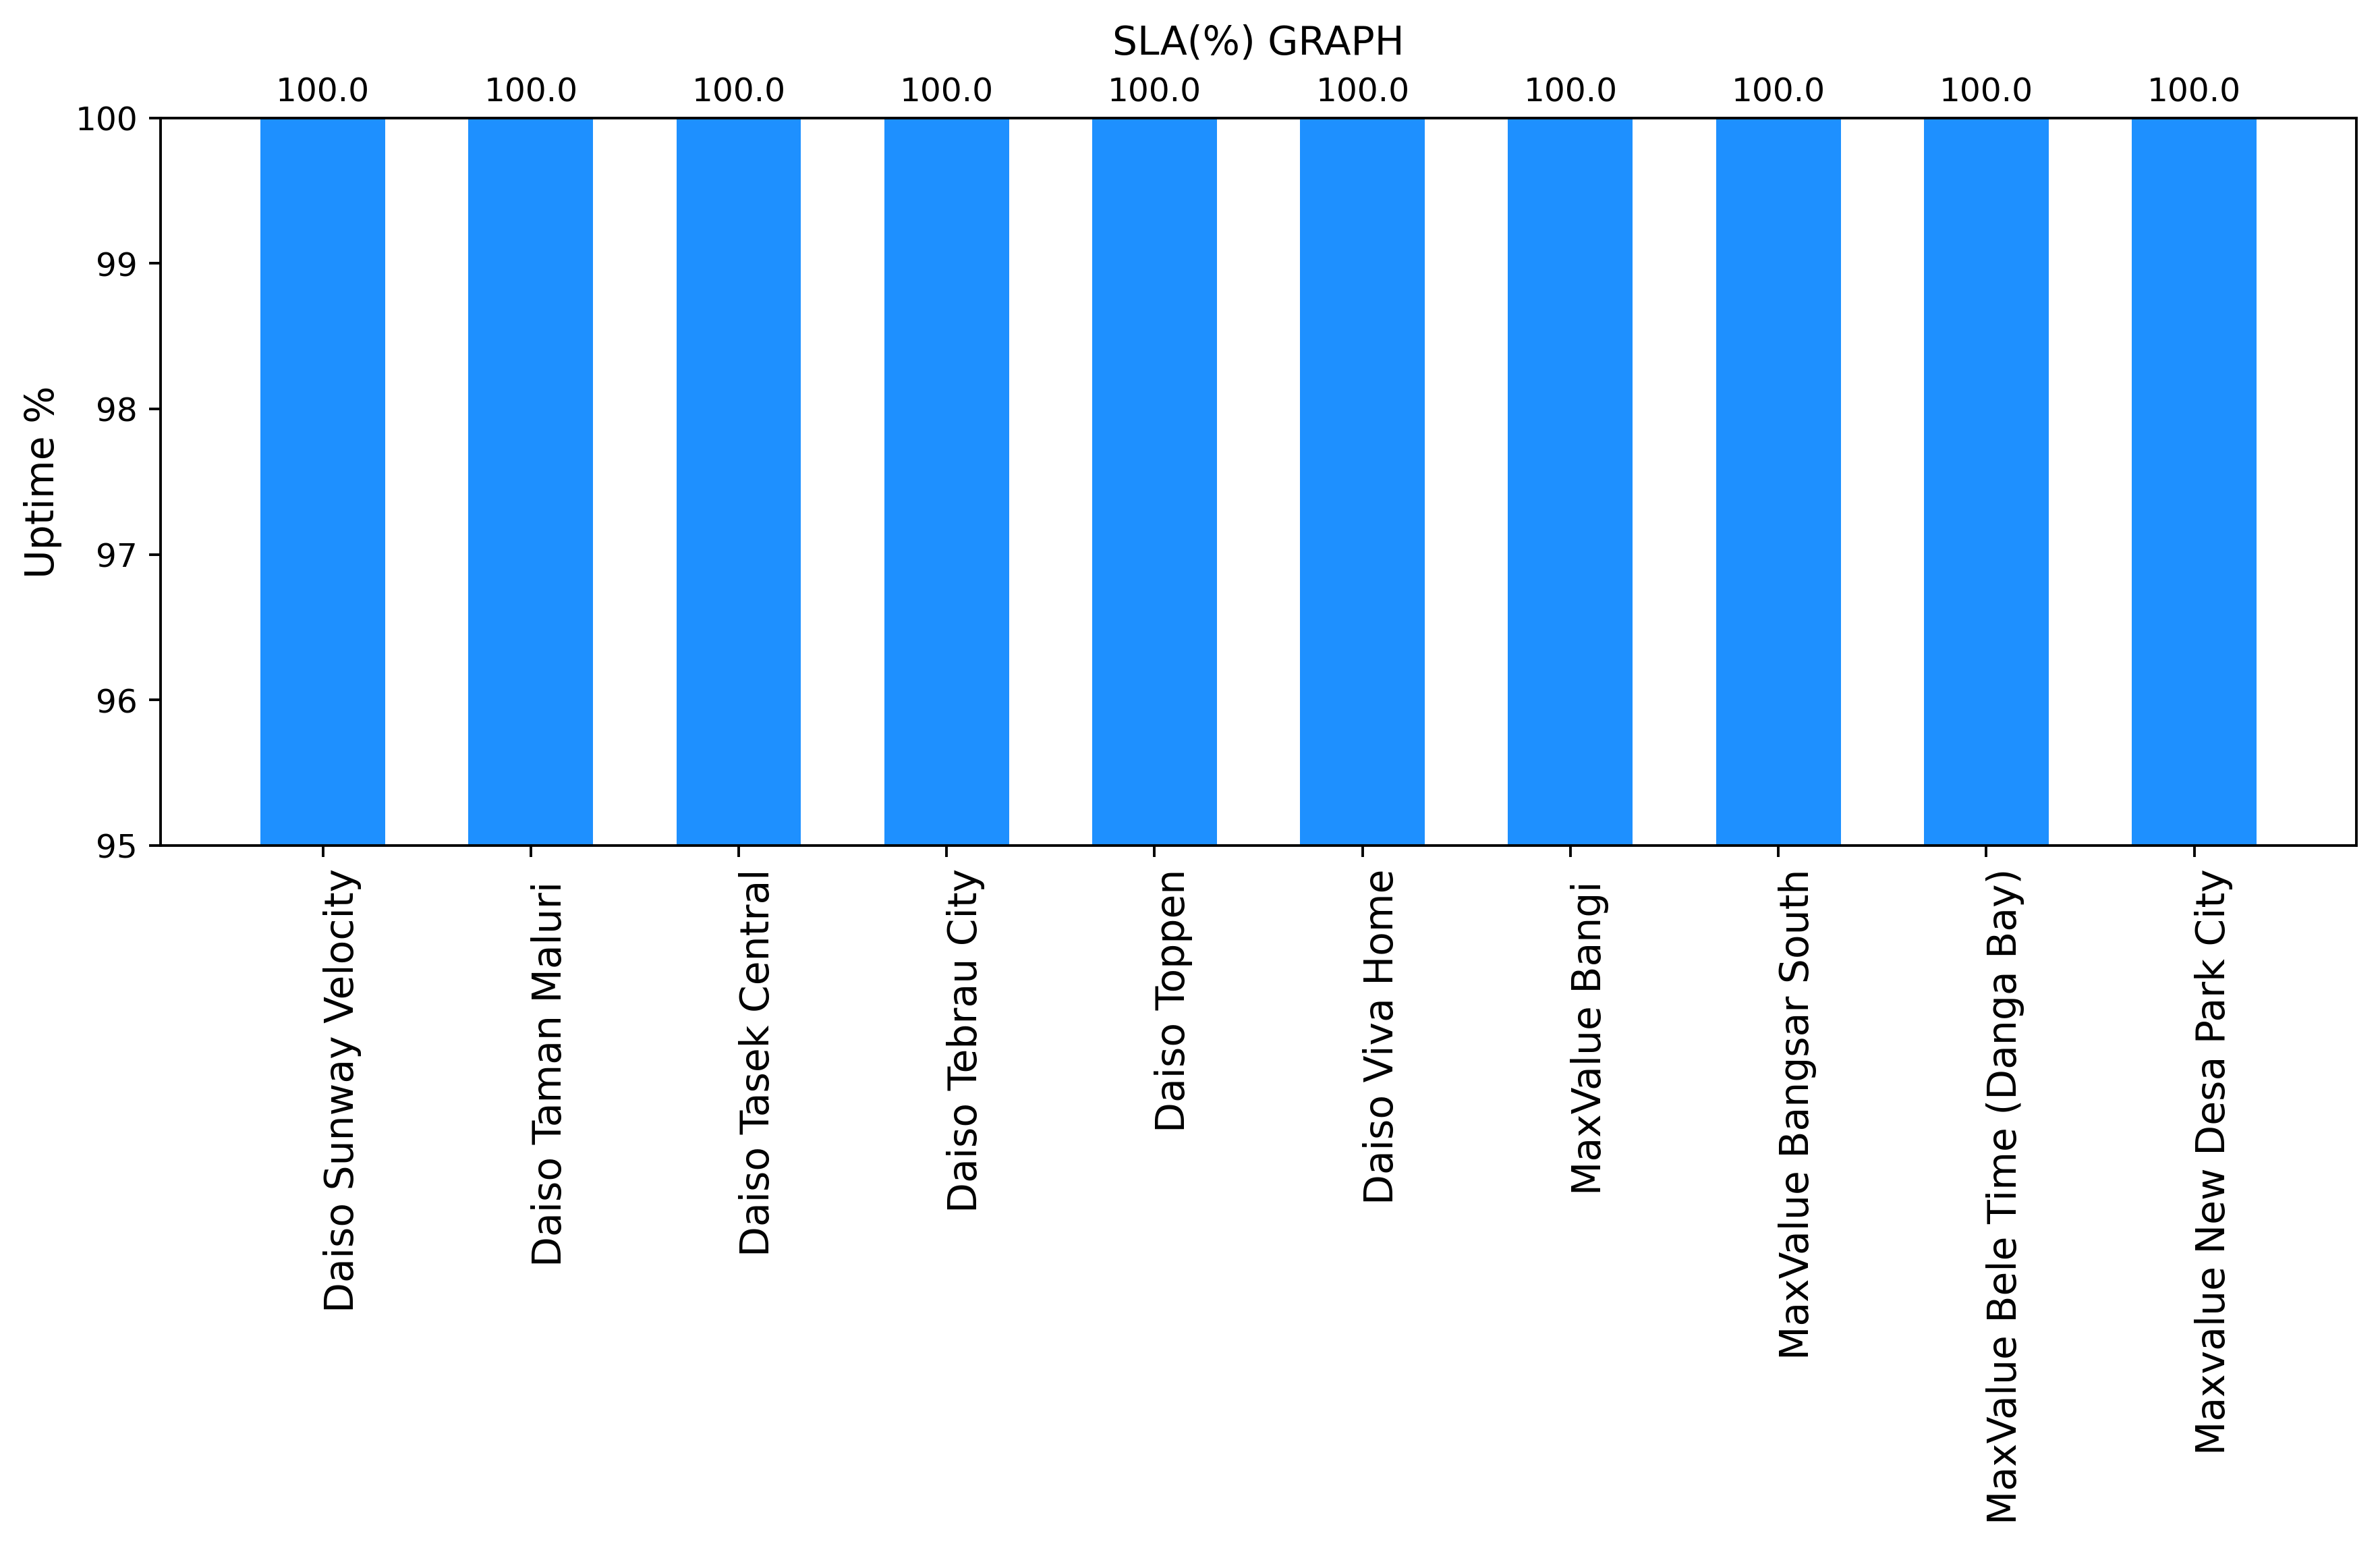 SLA(%) GRAPH
100.0 100.0 100.0 100.0 100.0 100.0 100.0 100.0 100.0 100.0
100
99
98
97
96
95
Uptime %
Daiso Sunway Velocity
Daiso Taman Maluri
Daiso Tasek Central
Daiso Tebrau City
Daiso Toppen
Daiso Viva Home
MaxValue Bangi
MaxValue Bangsar South
MaxValue Bele Time (Danga Bay)
Maxvalue New Desa Park City